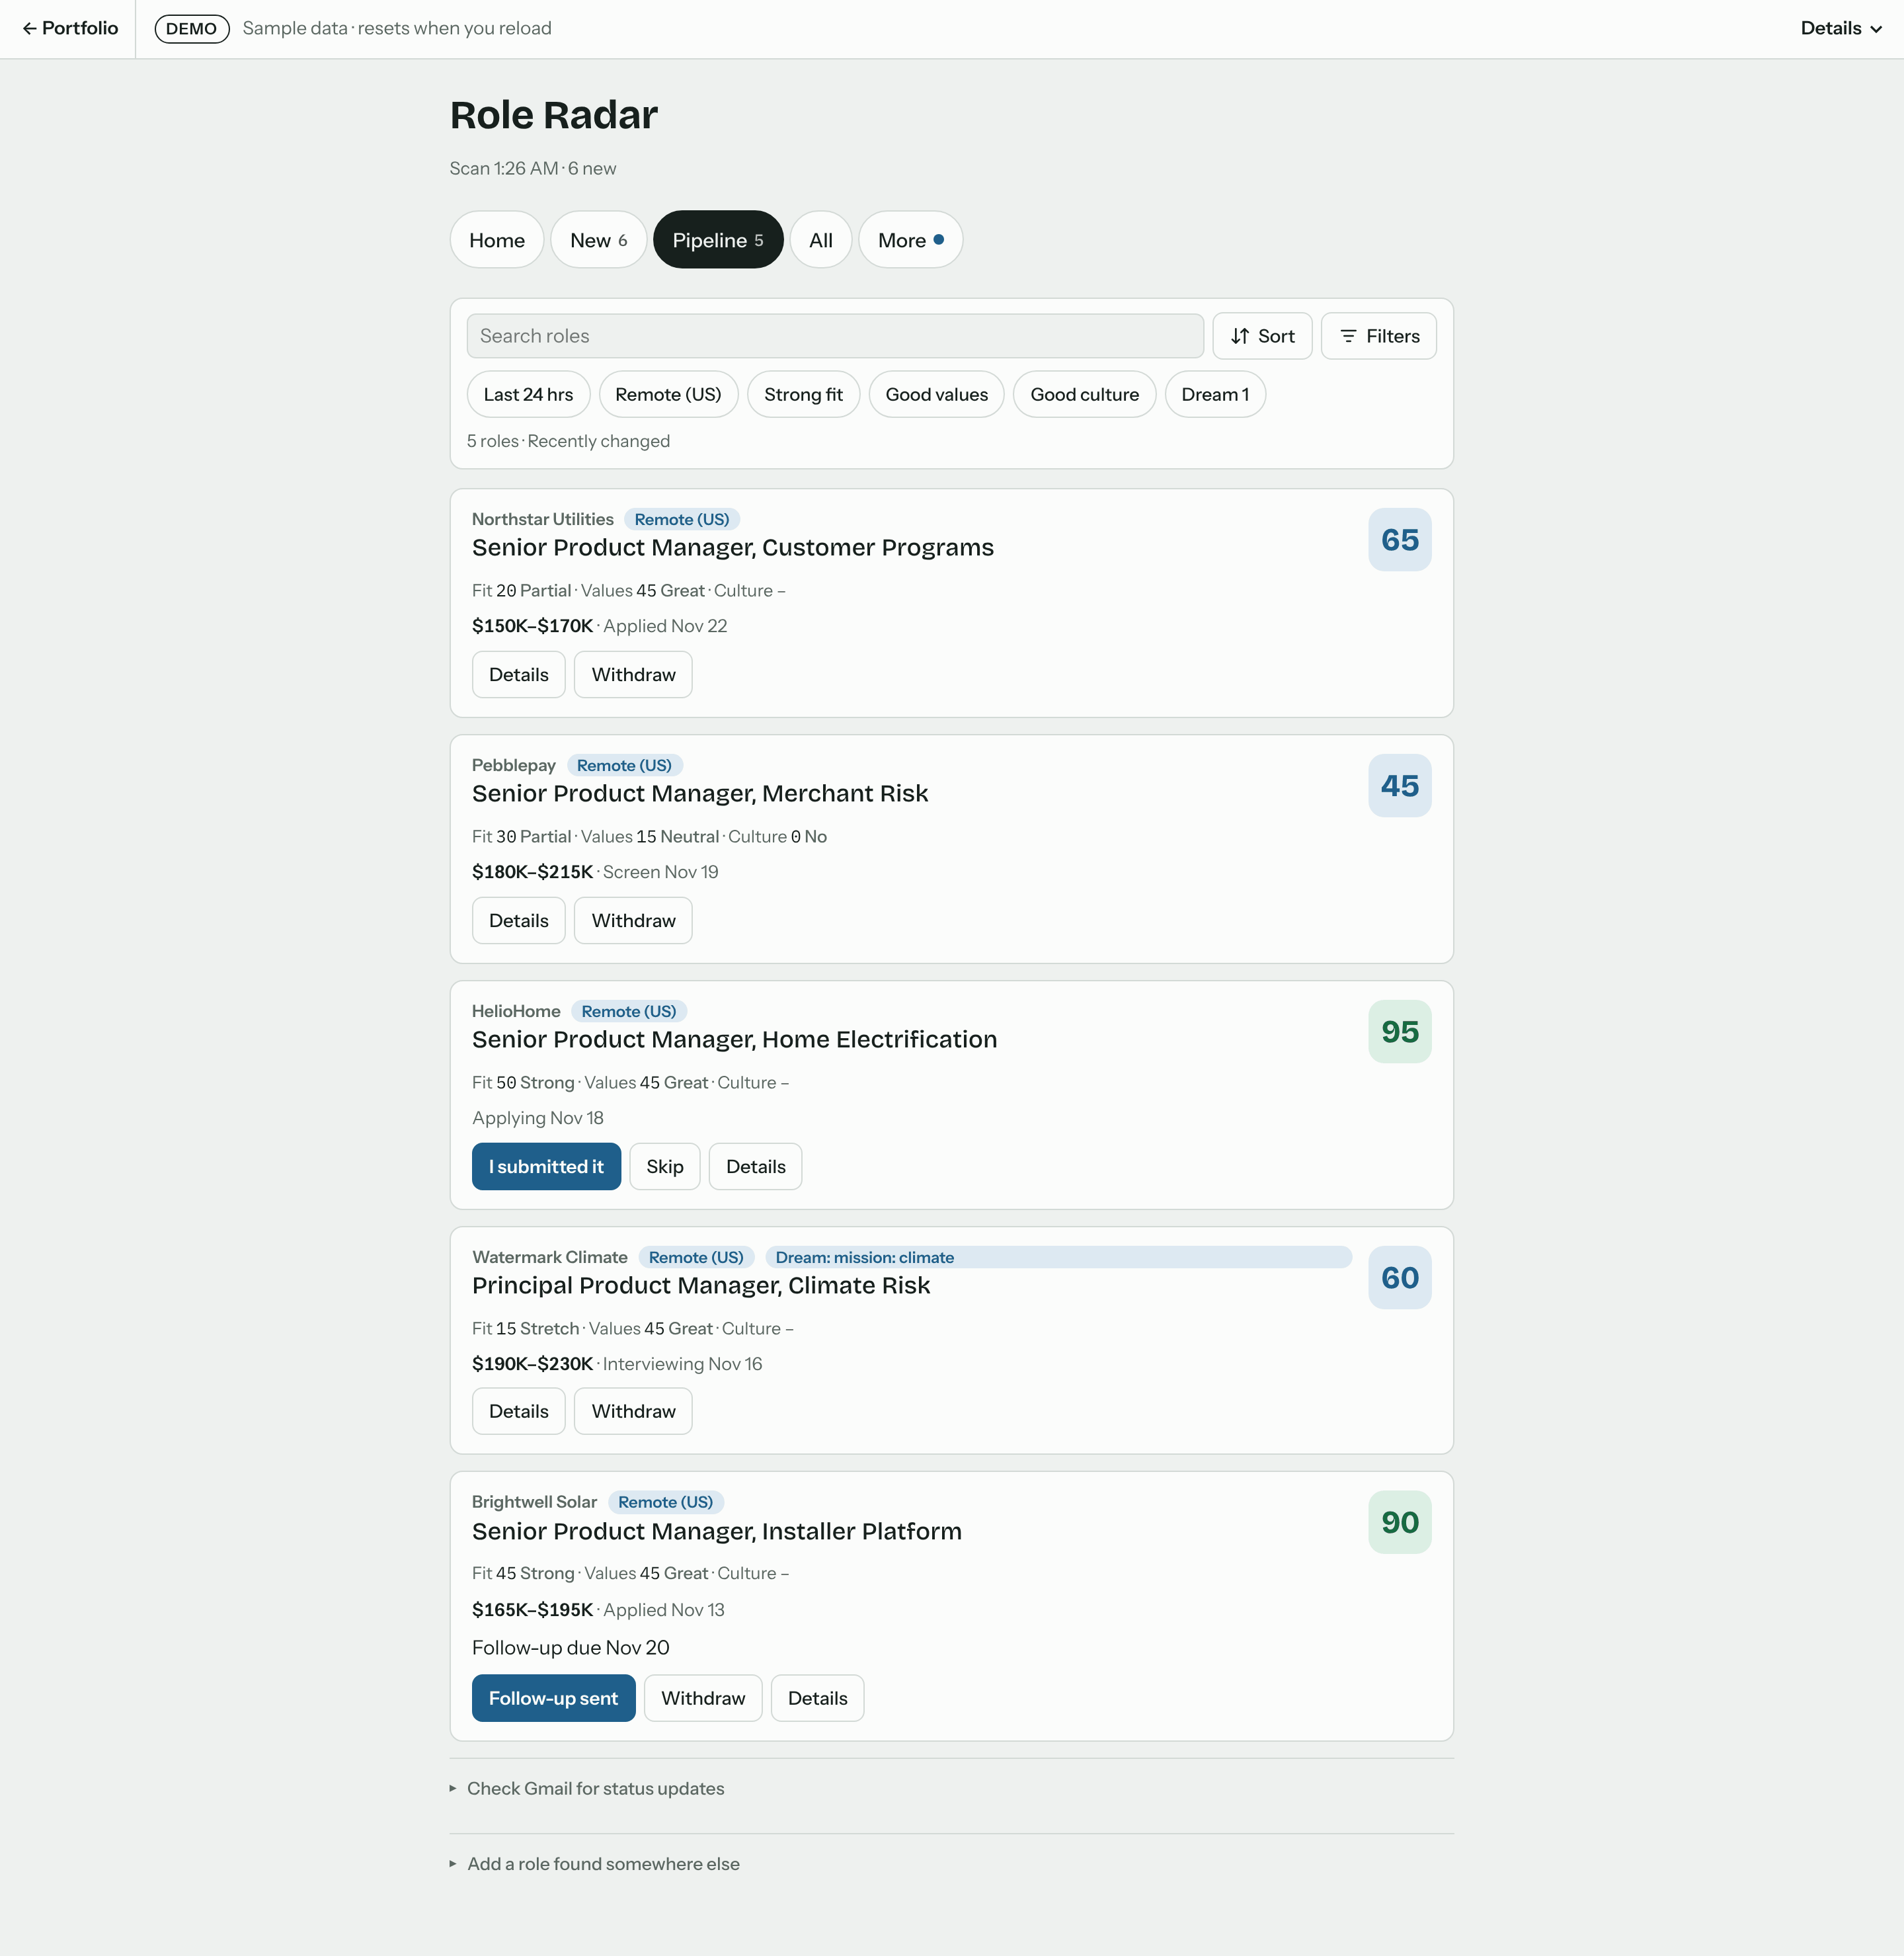 ← Portfolio DEMO Sample data · resets when you reload Details
Role Radar
Scan 1:26 AM · 6 new
Home New 6 Pipeline 5 All More
Search roles Sort Filters
Last 24 hrs Remote (US) Strong fit Good values Good culture Dream 1
5 roles · Recently changed
Northstar Utilities Remote (US)
65
Senior Product Manager, Customer Programs
Fit 20 Partial · Values 45 Great · Culture –
$150K–$170K · Applied Nov 22
Details Withdraw
Pebblepay Remote (US)
45
Senior Product Manager, Merchant Risk
Fit 30 Partial · Values 15 Neutral · Culture 0 No
$180K–$215K · Screen Nov 19
Details Withdraw
HelioHome Remote (US)
95
Senior Product Manager, Home Electrification
Fit 50 Strong · Values 45 Great · Culture –
Applying Nov 18
I submitted it Skip Details
Watermark Climate Remote (US) Dream: mission: climate
60
Principal Product Manager, Climate Risk
Fit 15 Stretch · Values 45 Great · Culture –
$190K–$230K · Interviewing Nov 16
Details Withdraw
Brightwell Solar Remote (US)
90
Senior Product Manager, Installer Platform
Fit 45 Strong · Values 45 Great · Culture –
$165K–$195K · Applied Nov 13
Follow-up due Nov 20
Follow-up sent Withdraw Details
Check Gmail for status updates
Add a role found somewhere else